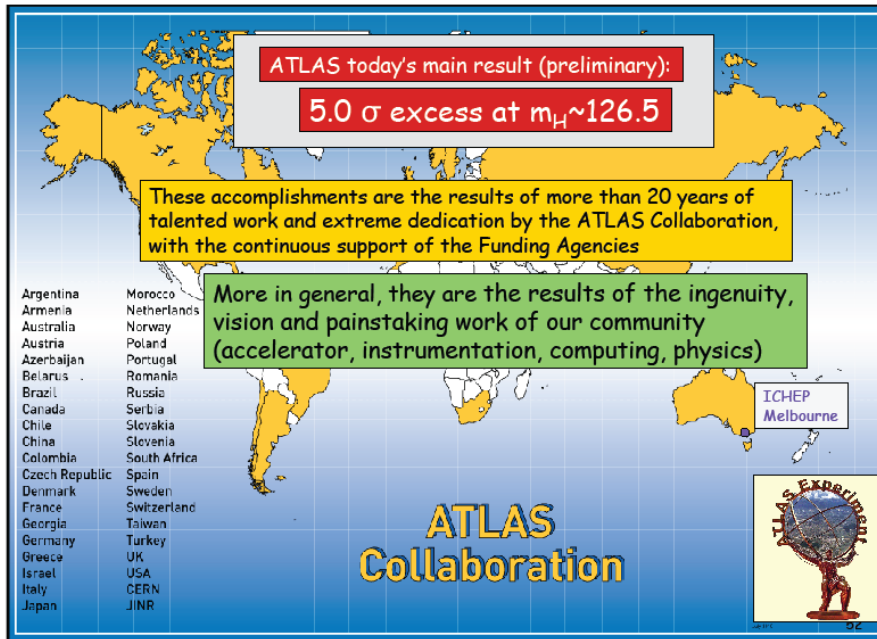 ATLAS today's main result (preliminary):
5.0 σ excess at mH~126.5
These accomplishments are the results of more than 20 years of
talented work and extreme dedication by the ATLAS Collaboration,
with the continuous support of the Funding Agencies
More in general, they are the results of the ingenuity,
vision and painstaking work of our community
(accelerator, instrumentation, computing, physics)
Argentina
Armenia
Australia
Austria
Azerbaijan
Belarus
Brazil
Canada
Chile
China
Colombia
Czech Republic
Denmark
France
Georgia
Germany
Greece
Israel
Italy
Japan
Morocco
Netherlands
Norway
Poland
Portugal
Romania
Russia
Serbia
Slovakia
Slovenia
South Africa
Spain
Sweden
Switzerland
Taiwan
Turkey
UK
USA
CERN
JINR
ICHEP
Melbourne
ATLAS
Collaboration
ATLAS Experiment
52